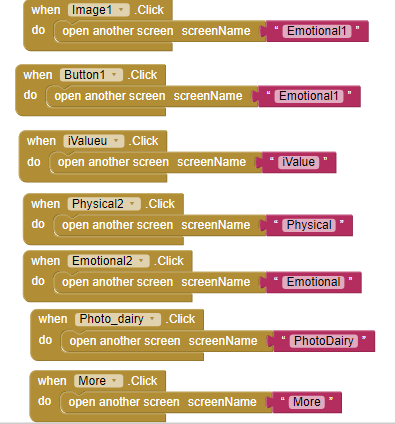 when Image1 .Click
do open another screen screenName " Emotional1 "
when Button1 .Click
do open another screen screenName " Emotional1 "
when iValueu .Click
do open another screen screenName " iValue "
when Physical2 .Click
do open another screen screenName " Physical "
when Emotional2 .Click
do open another screen screenName " Emotional "
when Photo_dairy .Click
do open another screen screenName " PhotoDairy "
when More .Click
do open another screen screenName " More "